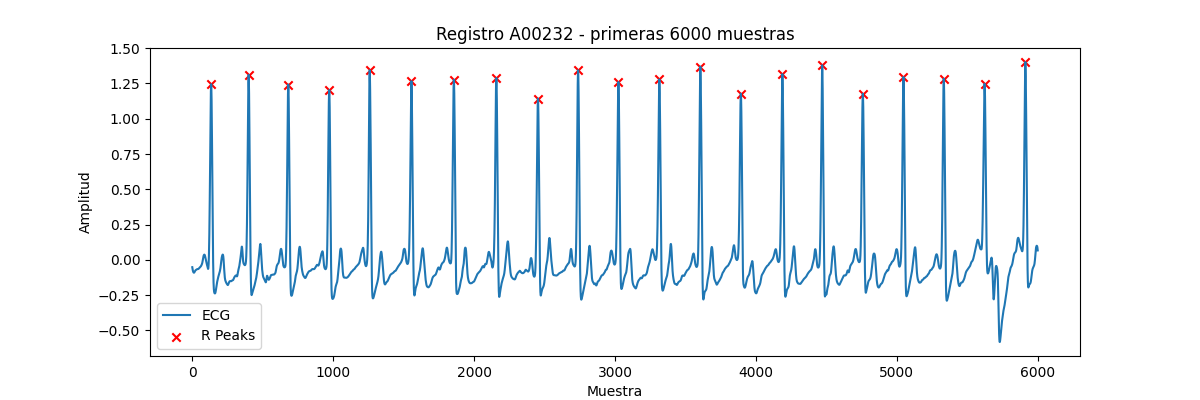 Registro A00232 - primeras 6000 muestras
1.50
1.25
1.00
0.75
0.50
0.25
0.00
−0.25
−0.50
Amplitud
ECG
R Peaks
0 1000 2000 3000 4000 5000 6000
Muestra